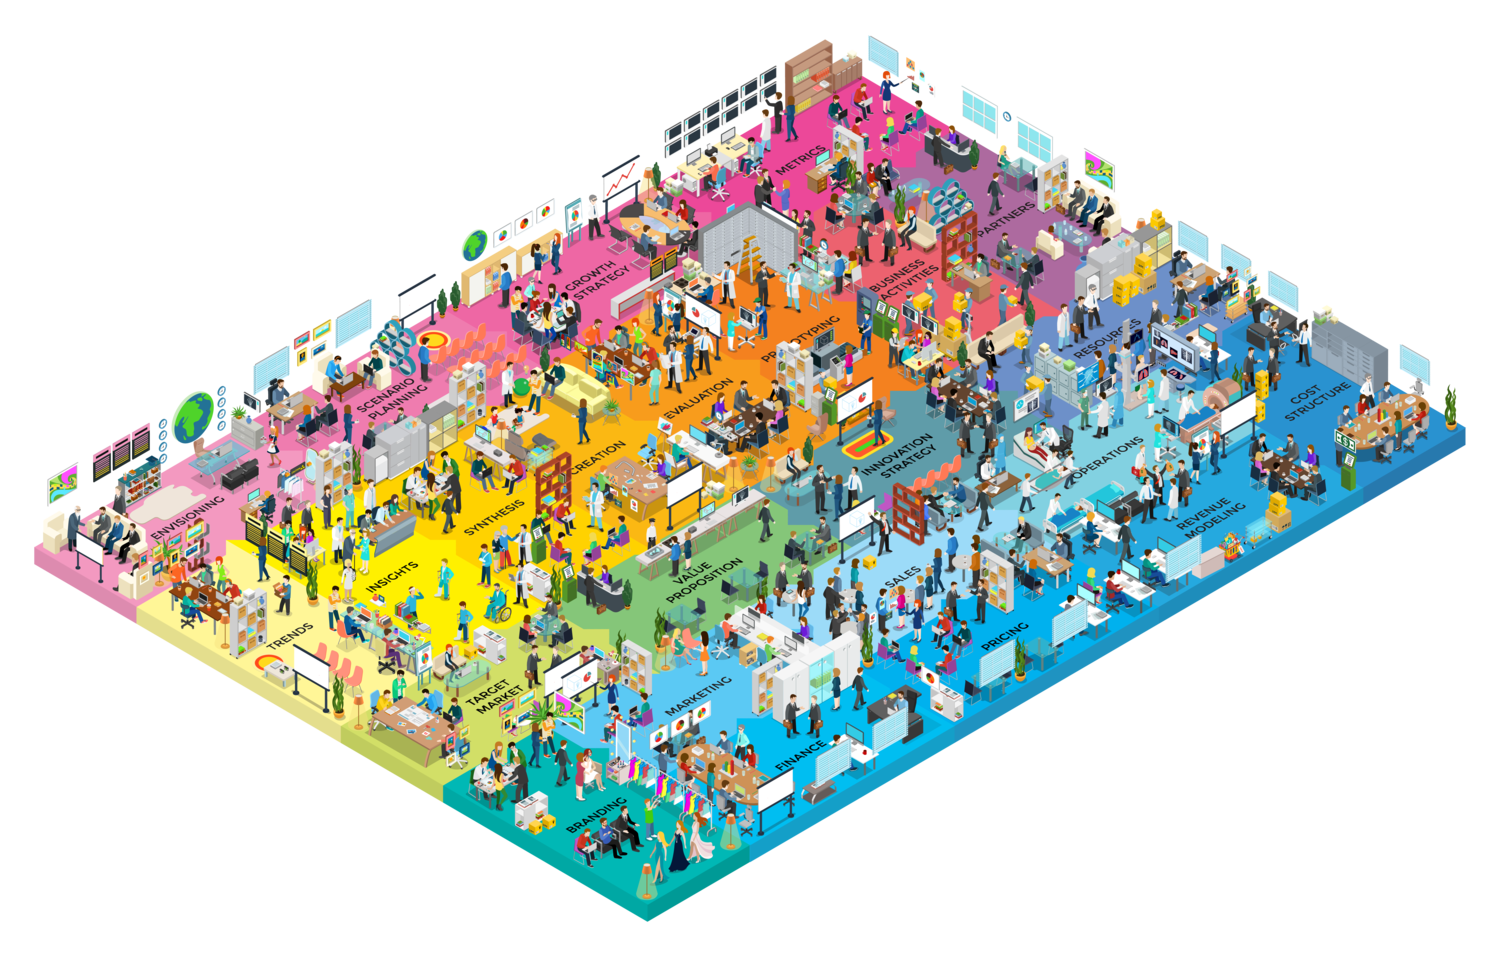 METRICS
PARTNERS
GROWTH
STRATEGY
BUSINESS
ACTIVITIES
PROTOTYPING
RESOURCES
SCENARIO
PLANNING
EVALUATION
COST
STRUCTURE
CREATION
INNOVATION
STRATEGY
OPERATIONS
ENVISIONING
SYNTHESIS
REVENUE
MODELING
INSIGHTS
VALUE
PROPOSITION
SALES
TRENDS
PRICING
TARGET
MARKET
MARKETING
FINANCE
BRANDING